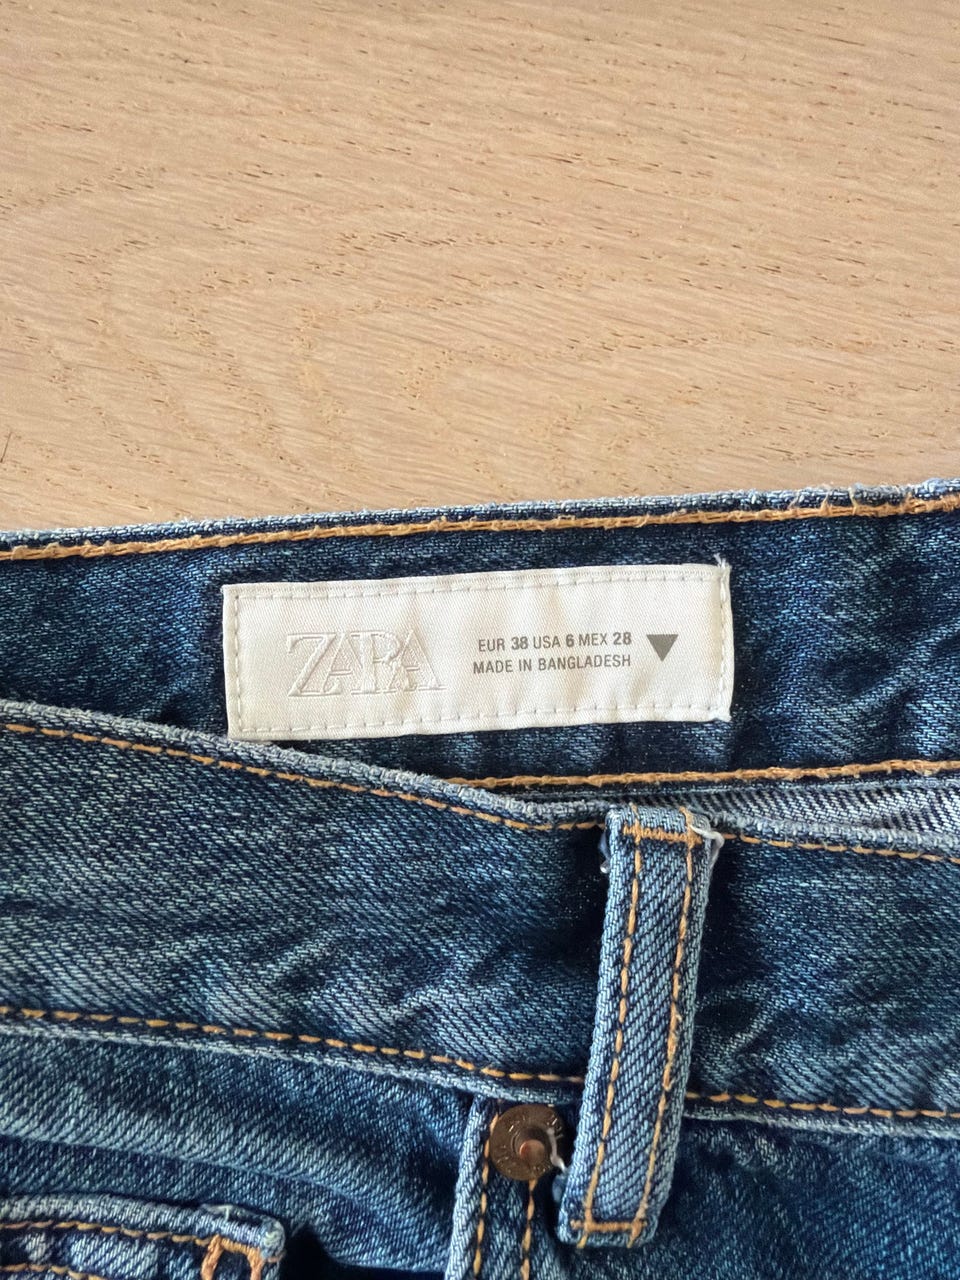 ZARA
EUR 38 USA 6 MEX 28
MADE IN BANGLADESH